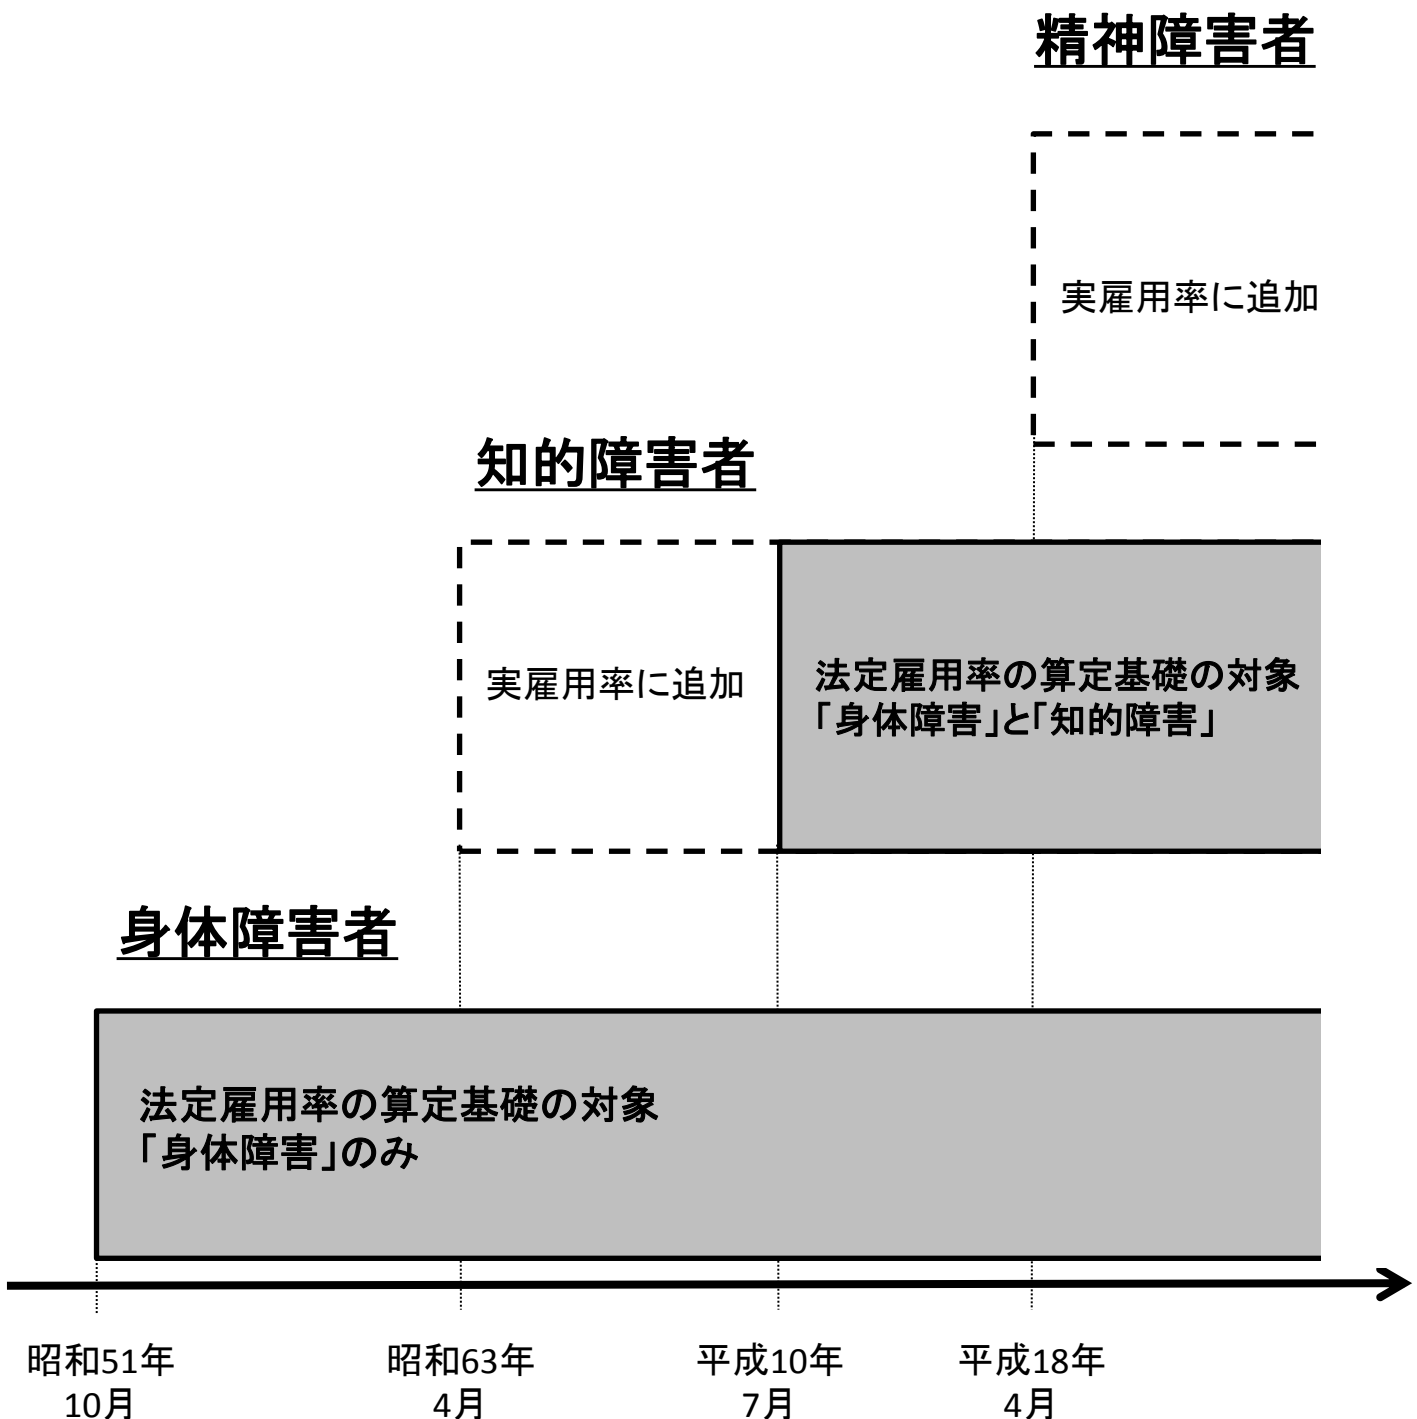 精神障害者
実雇用率に追加
知的障害者
実雇用率に追加
法定雇用率の算定基礎の対象
「身体障害」と「知的障害」
身体障害者
法定雇用率の算定基礎の対象
「身体障害」のみ
昭和51年
10月
昭和63年
4月
平成10年
7月
平成18年
4月